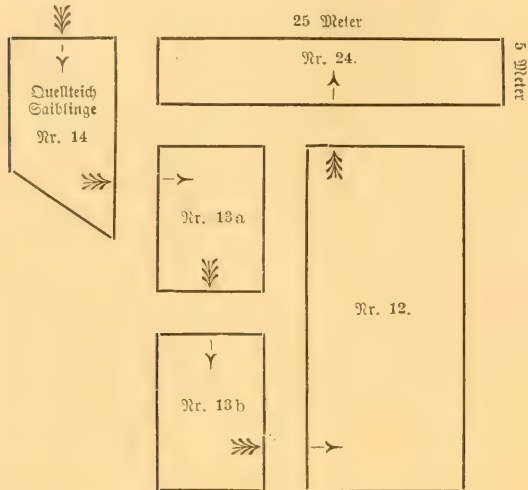 25 Meter
Nr. 24.
5 Meter
Quellteich
Saiblinge
Nr. 14
Nr. 13a
Nr. 12.
Nr. 13b